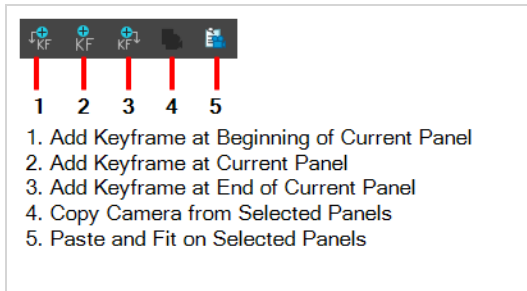 KF KF KF
1 2 3 4 5
1. Add Keyframe at Beginning of Current Panel
2. Add Keyframe at Current Panel
3. Add Keyframe at End of Current Panel
4. Copy Camera from Selected Panels
5. Paste and Fit on Selected Panels